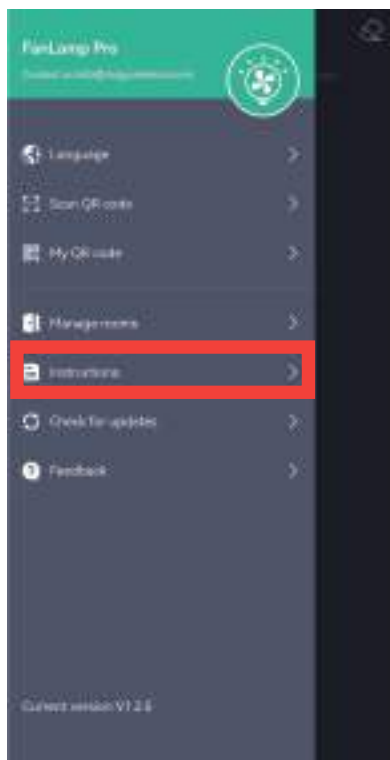 FanLamp Pro
Language
Scan QR code
My QR code
Manage rooms
Instructions
Check for updates
Feedback
Current version V1.2.6